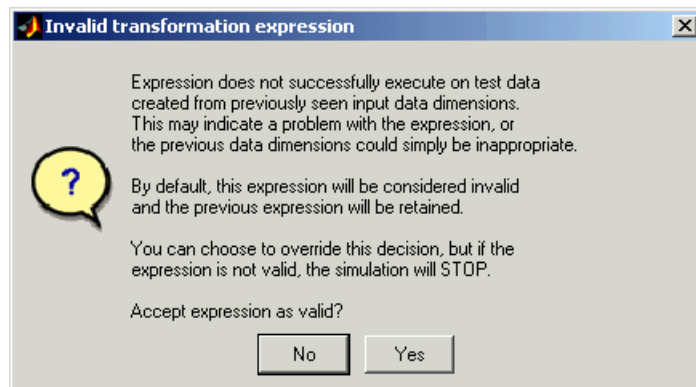 Invalid transformation expression
Expression does not successfully execute on test data
created from previously seen input data dimensions.
This may indicate a problem with the expression, or
the previous data dimensions could simply be inappropriate.
By default, this expression will be considered invalid
and the previous expression will be retained.
You can choose to override this decision, but if the
expression is not valid, the simulation will STOP.
Accept expression as valid?
No Yes